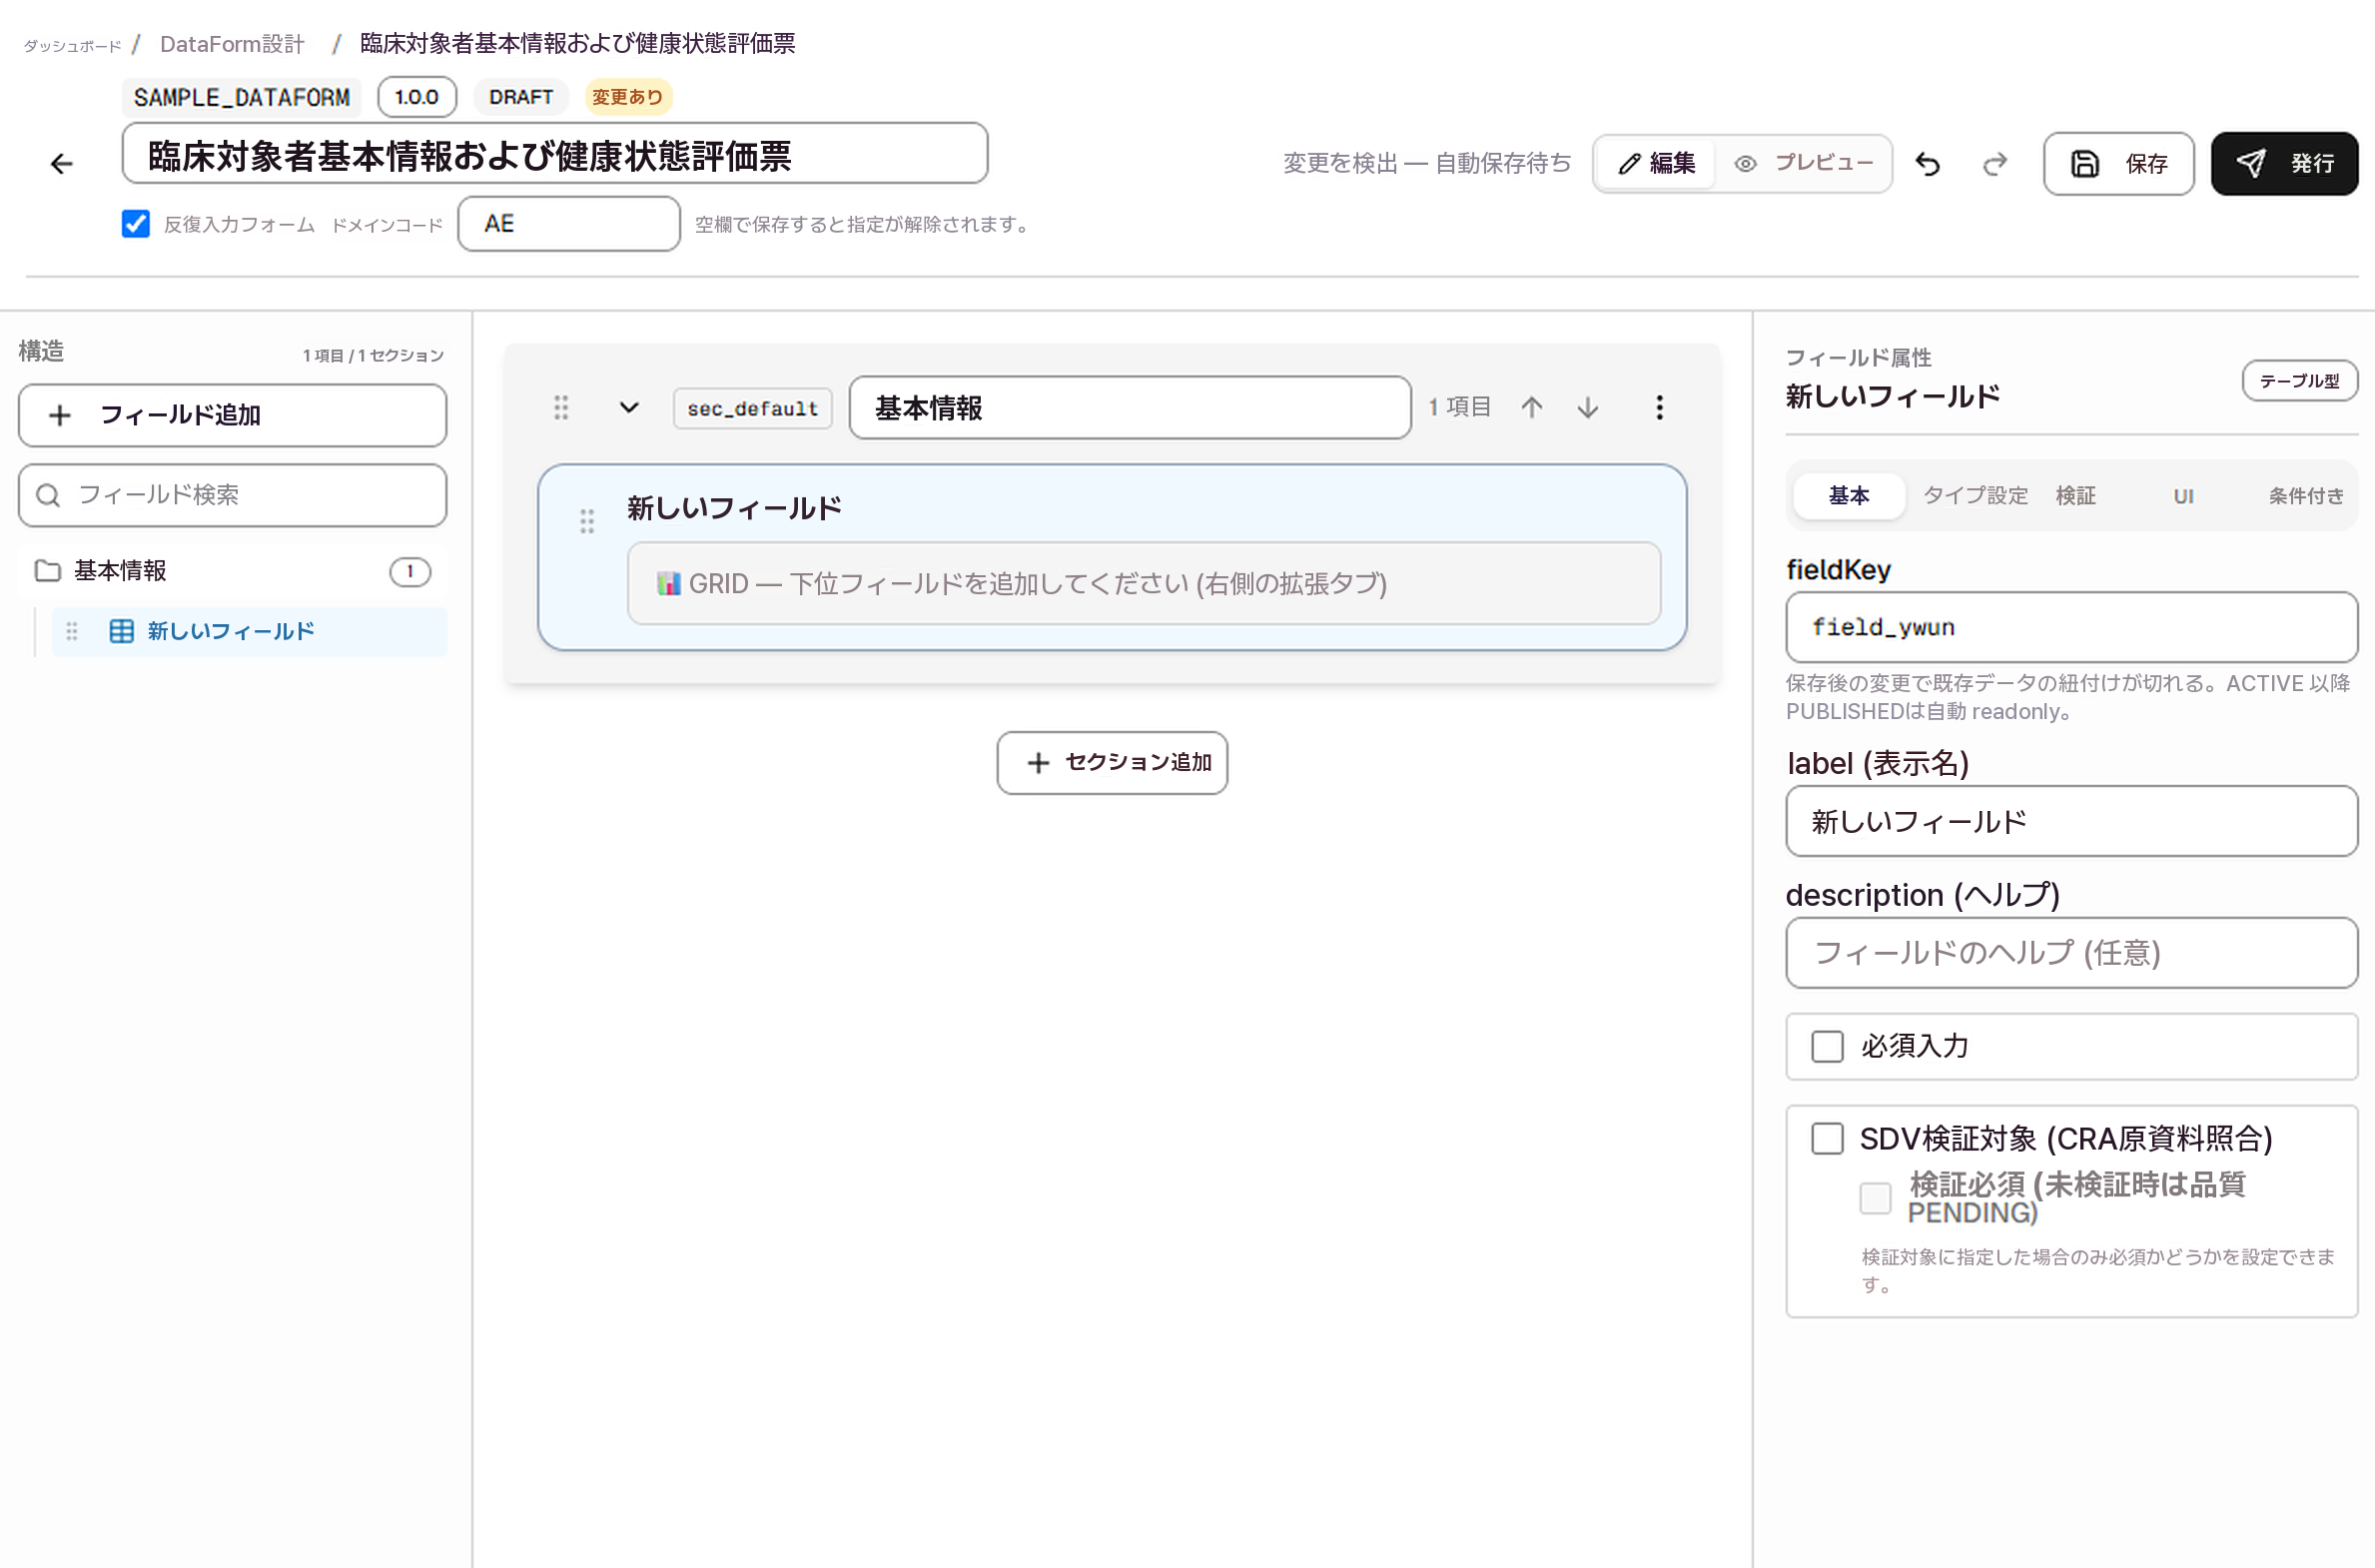 ダッシュボード / DataForm設計 / 臨床対象者基本情報および健康状態評価票
SAMPLE_DATAFORM 1.0.0 DRAFT 変更あり
臨床対象者基本情報および健康状態評価票
変更を検出 — 自動保存待ち 編集 プレビュー 保存 発行
反復入力フォーム ドメインコード AE 空欄で保存すると指定が解除されます。
構造 1 項目 / 1 セクション
フィールド追加
フィールド検索
基本情報 1
新しいフィールド
sec_default 基本情報 1 項目
新しいフィールド
GRID — 下位フィールドを追加してください (右側の拡張タブ)
セクション追加
フィールド属性
新しいフィールド テーブル型
基本 タイプ設定 検証 UI 条件付き
fieldKey
field_ywun
保存後の変更で既存データの紐付けが切れる。ACTIVE 以降
PUBLISHEDは自動 readonly。
label (表示名)
新しいフィールド
description (ヘルプ)
フィールドのヘルプ (任意)
必須入力
SDV検証対象 (CRA原資料照合)
検証必須 (未検証時は品質
PENDING)
検証対象に指定した場合のみ必須かどうかを設定できま
す。